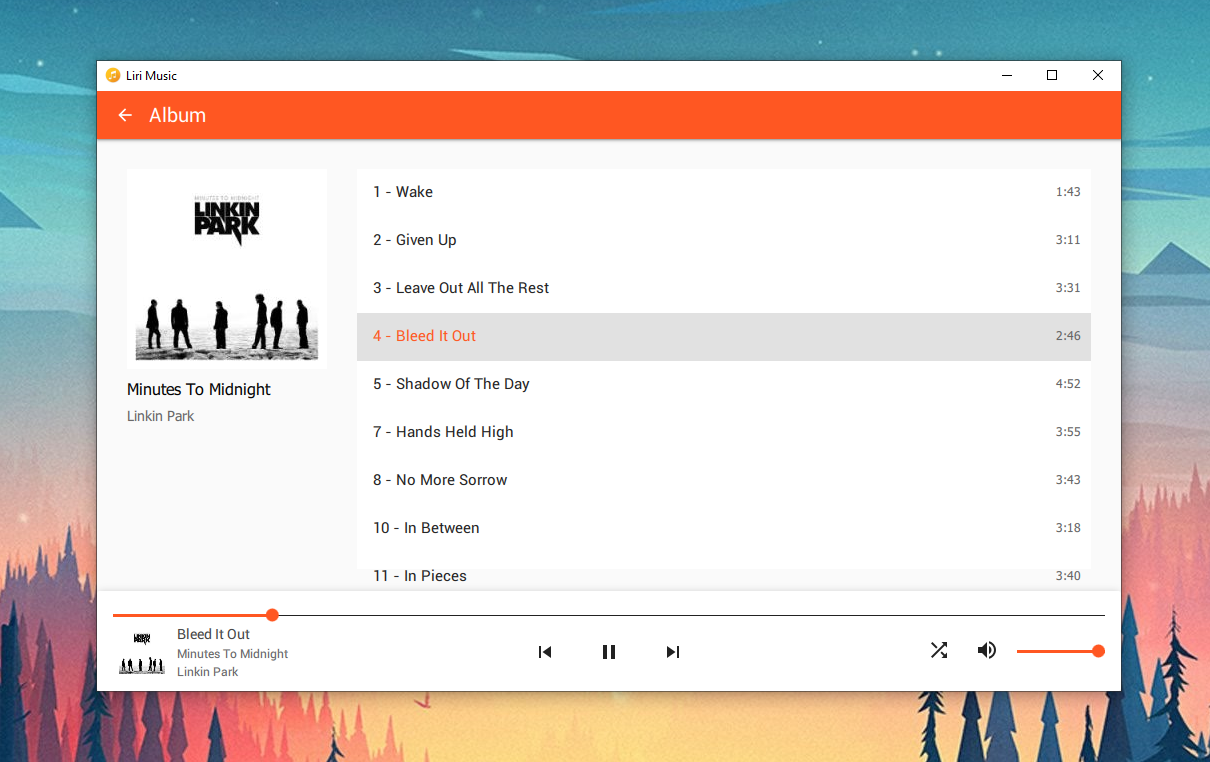 Liri Music
Album
MINUTES TO MIDNIGHT
LINKIN
PARK
Minutes To Midnight
Linkin Park
1 - Wake 1:43
2 - Given Up 3:11
3 - Leave Out All The Rest 3:31
4 - Bleed It Out 2:46
5 - Shadow Of The Day 4:52
7 - Hands Held High 3:55
8 - No More Sorrow 3:43
10 - In Between 3:18
11 - In Pieces 3:40
Bleed It Out
Minutes To Midnight
Linkin Park